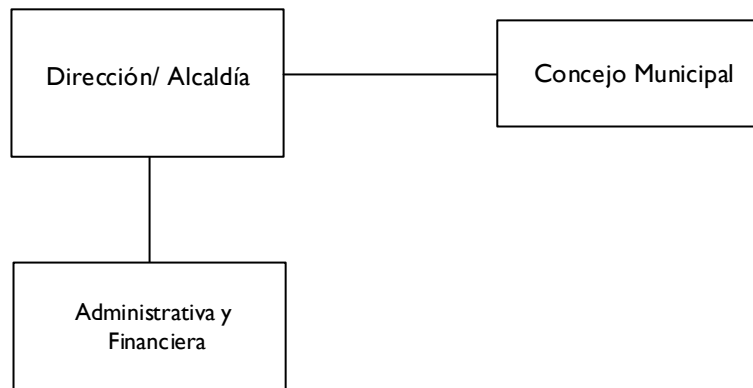 Dirección/ Alcaldía
Concejo Municipal
Administrativa y
Financiera